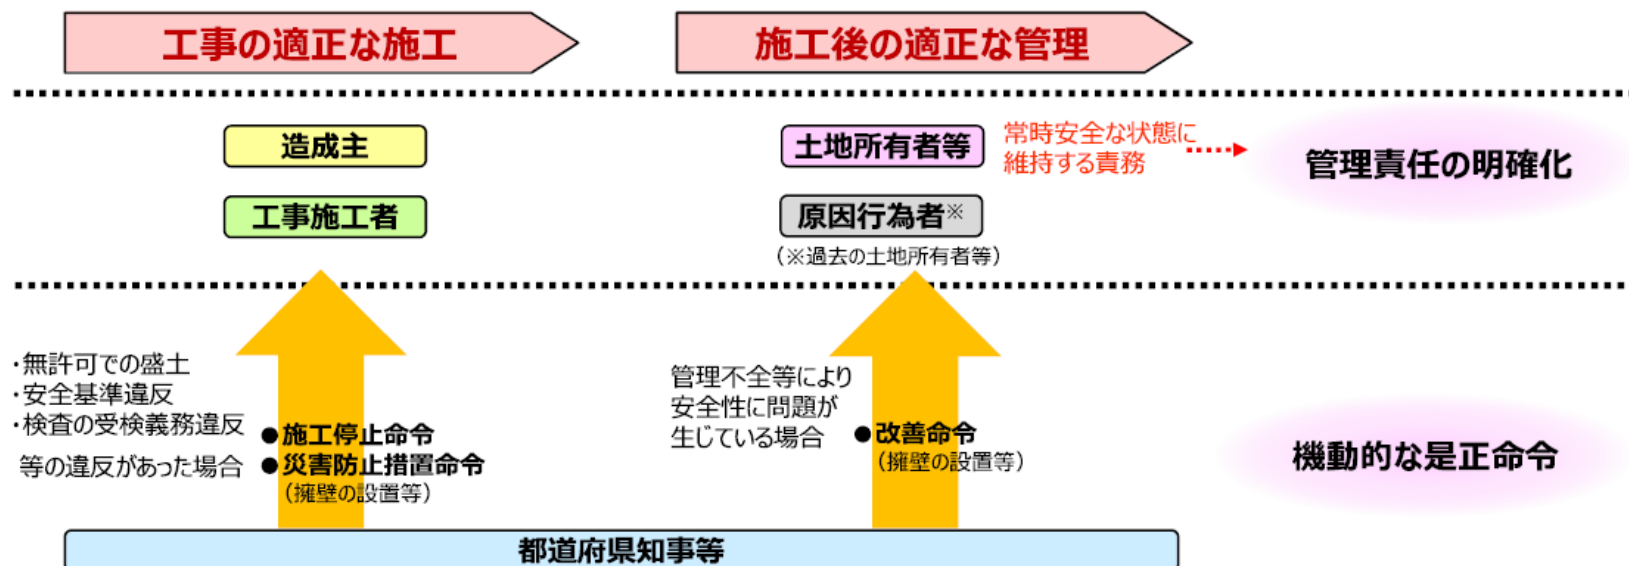 工事の適正な施工
施工後の適正な管理
造成主
工事施工者
土地所有者等
常時安全な状態に
維持する責務
管理責任の明確化
原因行為者※
（※過去の土地所有者等）
・無許可での盛土
・安全基準違反
・検査の受検義務違反
等の違反があった場合
●施工停止命令
●災害防止措置命令
（擁壁の設置等）
管理不全等により
安全性に問題が
生じている場合
●改善命令
（擁壁の設置等）
機動的な是正命令
都道府県知事等